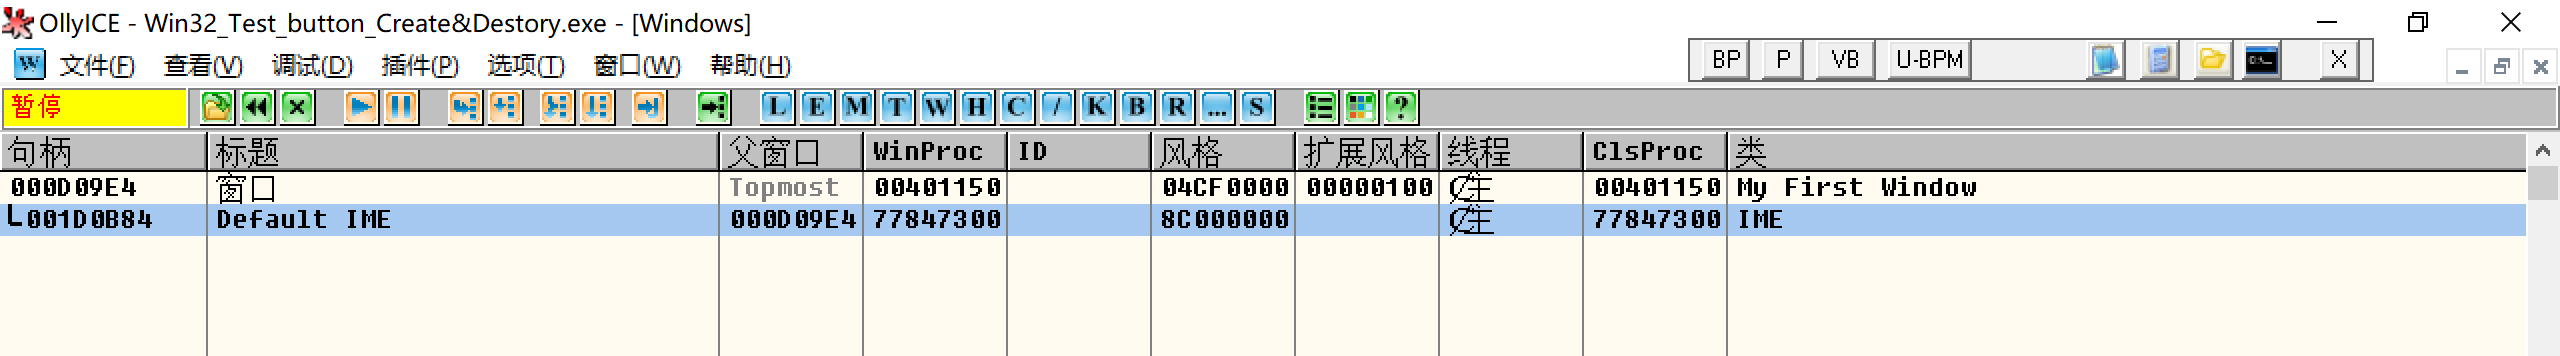 OllyICE - Win32_Test_button_Create&Destory.exe - [Windows]
文件(F) 查看(V) 调试(D) 插件(P) 选项(T) 窗口(W) 帮助(H) BP P VB U-BPM X
暂停 L E M T W H C / K B R ... S ?
句柄 标题 父窗口 WinProc ID 风格 扩展风格 线程 ClsProc 类
000D09E4 窗口 Topmost 00401150 04CF0000 00000100 主 00401150 My First Window
001D0B84 Default IME 000D09E4 77847300 8C000000 主 77847300 IME